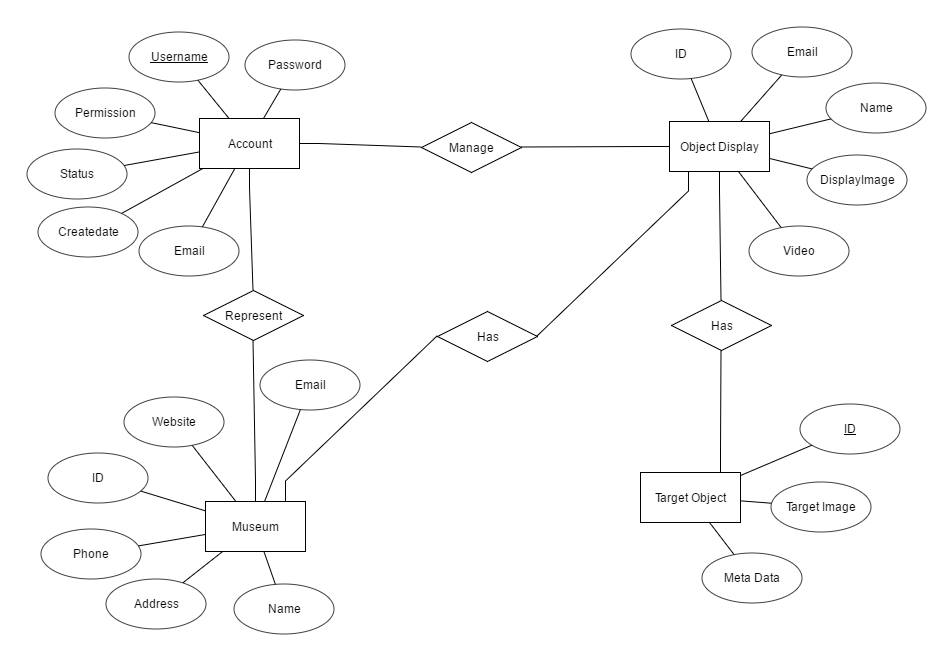 Username
Password
ID
Email
Permission
Account
Manage
Object Display
Name
Status
DisplayImage
Createdate
Email
Video
Represent
Has
Has
Email
Website
ID
ID
Museum
Target Object
Target Image
Phone
Address
Name
Meta Data